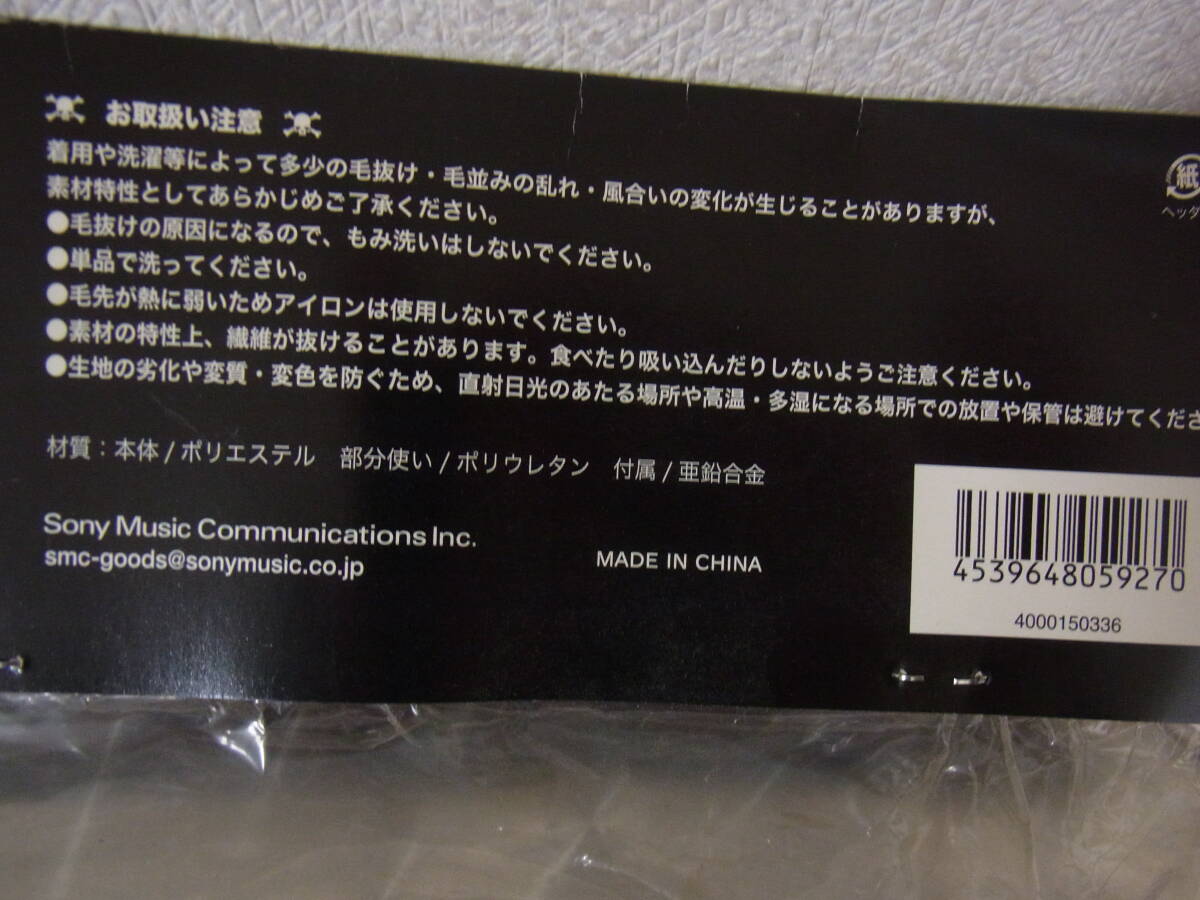 お取扱い注意
着用や洗濯等によって多少の毛抜け・毛並みの乱れ・風合いの変化が生じることがありますが、
素材特性としてあらかじめご了承ください。
●毛抜けの原因になるので、もみ洗いはしないでください。
●単品で洗ってください。
●毛先が熱に弱いためアイロンは使用しないでください。
●素材の特性上、繊維が抜けることがあります。食べたり吸い込んだりしないようご注意ください。
●生地の劣化や変質・変色を防ぐため、直射日光のあたる場所や高温・多湿になる場所での放置や保管は避けてくださ
材質：本体/ポリエステル　部分使い/ポリウレタン　付属/亜鉛合金
Sony Music Communications Inc.
smc-goods@sonymusic.co.jp
MADE IN CHINA
紙
ヘッダ
4539648059270
4000150336